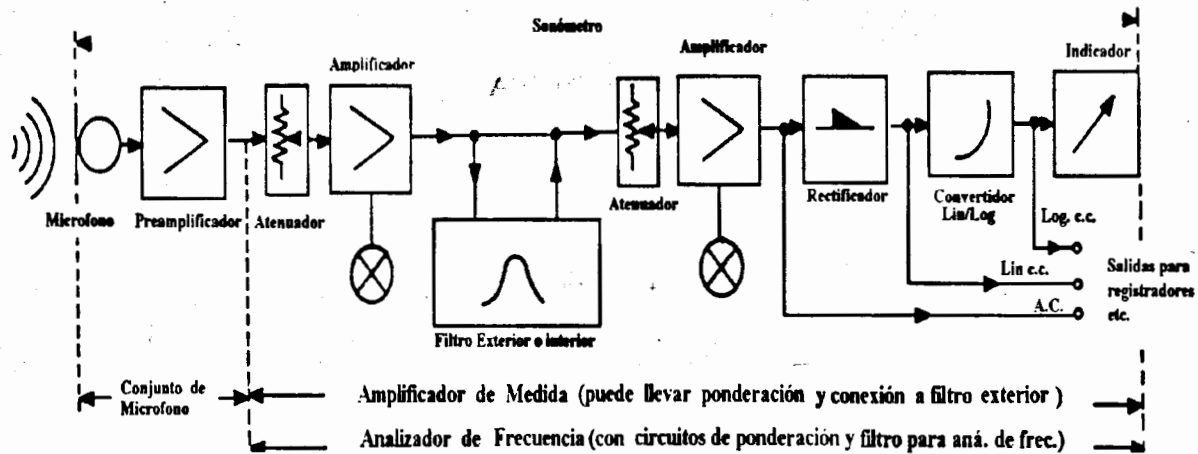 Sonómetro
Amplificador
Amplificador
Indicador
Microfono
Preamplificador
Atenuador
Atenuador
Rectificador
Convertidor
Lin/Log
Log. c.c.
Lin c.c.
A.C.
Salidas para
registradores
etc.
Filtro Exterior o interior
Conjunto de
Microfono
Amplificador de Medida (puede llevar ponderación y conexión a filtro exterior )
Analizador de Frecuencia (con circuitos de ponderación y filtro para aná. de frec.)